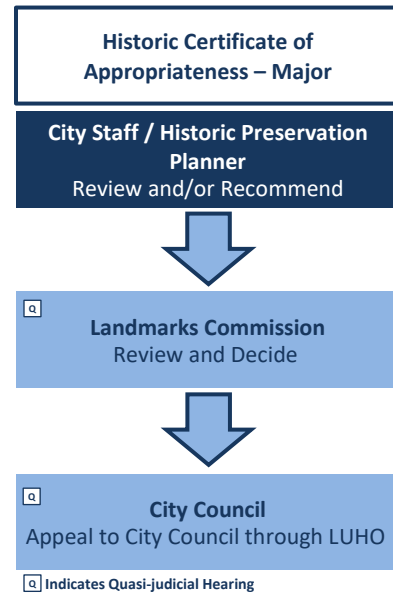 Historic Certificate of
Appropriateness – Major
City Staff / Historic Preservation
Planner
Review and/or Recommend
Q
Landmarks Commission
Review and Decide
Q
City Council
Appeal to City Council through LUHO
Q Indicates Quasi-judicial Hearing